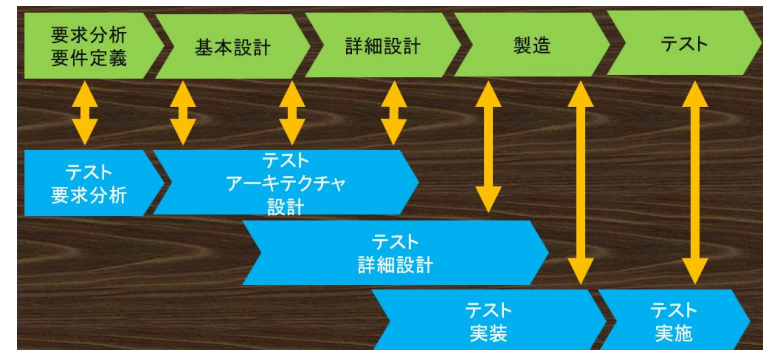 要求分析
要件定義
基本設計
詳細設計
製造
テスト
テスト
要求分析
テスト
アーキテクチャ
設計
テスト
詳細設計
テスト
実装
テスト
実施